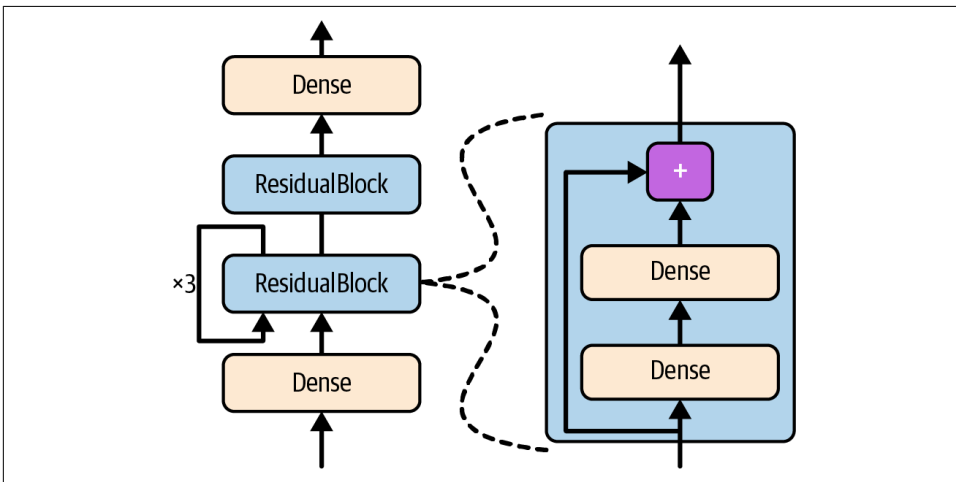 Dense
ResidualBlock
×3
ResidualBlock
Dense
+
Dense
Dense